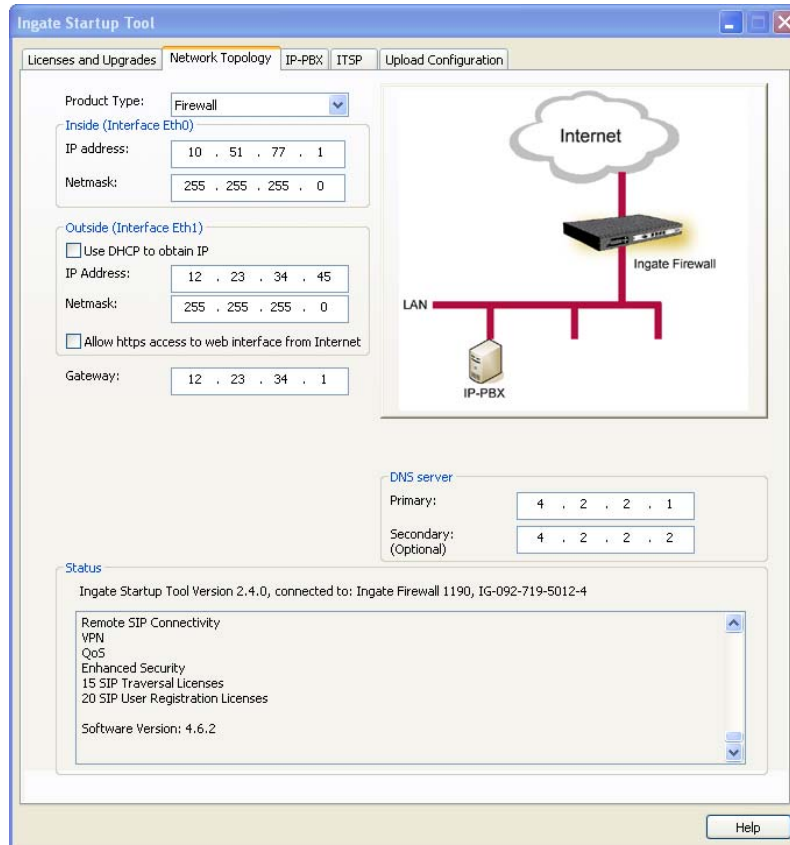 Ingate Startup Tool
Licenses and Upgrades Network Topology IP-PBX ITSP Upload Configuration
Product Type: Firewall
Inside (Interface Eth0)
IP address: 10 . 51 . 77 . 1
Netmask: 255 . 255 . 255 . 0
Outside (Interface Eth1)
Use DHCP to obtain IP
IP Address: 12 . 23 . 34 . 45
Netmask: 255 . 255 . 255 . 0
Allow https access to web interface from Internet
Gateway: 12 . 23 . 34 . 1
Internet
Ingate Firewall
LAN
IP-PBX
DNS server
Primary: 4 . 2 . 2 . 1
Secondary: 4 . 2 . 2 . 2
(Optional)
Status
Ingate Startup Tool Version 2.4.0, connected to: Ingate Firewall 1190, IG-092-719-5012-4
Remote SIP Connectivity
VPN
QoS
Enhanced Security
15 SIP Traversal Licenses
20 SIP User Registration Licenses
Software Version: 4.6.2
Help